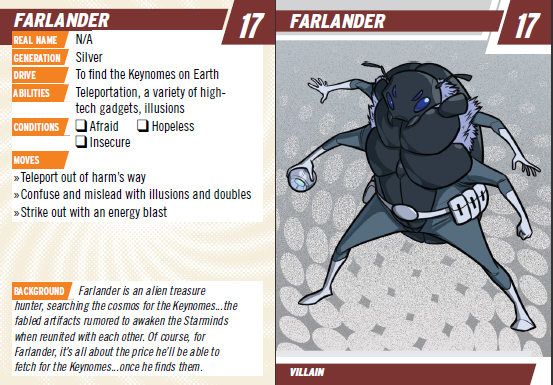 FARLANDER
17
REAL NAME N/A
GENERATION Silver
DRIVE To find the Keynomes on Earth
ABILITIES Teleportation, a variety of high-
tech gadgets, illusions
CONDITIONS Afraid Hopeless
Insecure
MOVES
»Teleport out of harm's way
»Confuse and mislead with illusions and doubles
»Strike out with an energy blast
BACKGROUND Farlander is an alien treasure
hunter, searching the cosmos for the Keynomes...the
fabled artifacts rumored to awaken the Starminds
when reunited with each other. Of course, for
Farlander, it's all about the price he'll be able to
fetch for the Keynomes...once he finds them.
FARLANDER
17
VILLAIN